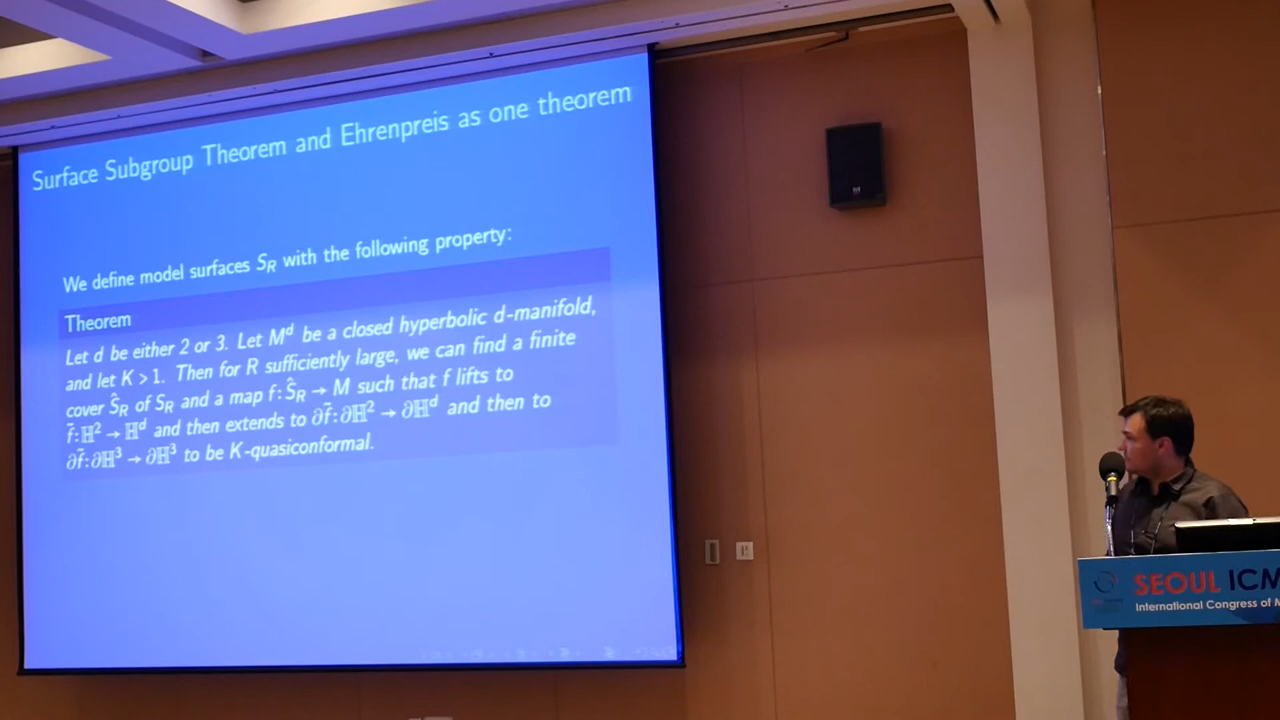 Surface Subgroup Theorem and Ehrenpreis as one theorem
We define model surfaces S_R with the following property:
Theorem
Let d be either 2 or 3. Let M^d be a closed hyperbolic d-manifold,
and let K > 1. Then for R sufficiently large, we can find a finite
cover Ŝ_R of S_R and a map f: Ŝ_R → M such that f lifts to
f̃: ℍ² → ℍ^d and then extends to ∂f̃: ∂ℍ² → ∂ℍ^d and then to
∂f̃: ∂ℍ³ → ∂ℍ³ to be K-quasiconformal.
SEOUL ICM
International Congress of M